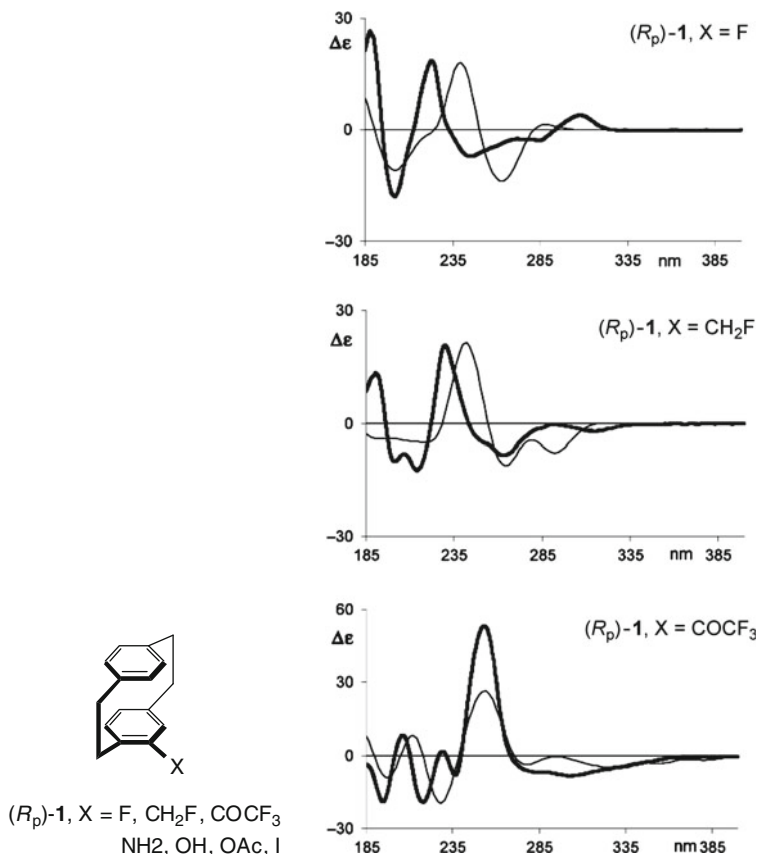 30
Δε
(Rp)-1, X = F
0
−30
185 235 285 335 nm 385
30
Δε
(Rp)-1, X = CH2F
0
−30
185 235 285 335 nm 385
60
Δε
(Rp)-1, X = COCF3
30
0
−30
185 235 285 335 nm 385
X
(Rp)-1, X = F, CH2F, COCF3
NH2, OH, OAc, I